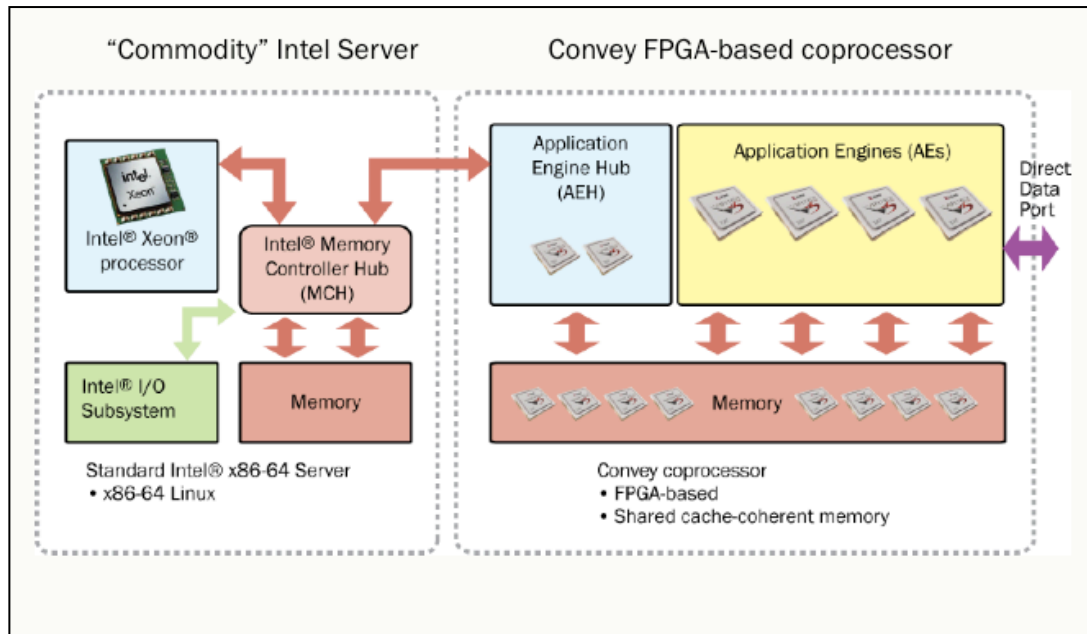 “Commodity” Intel Server
Convey FPGA-based coprocessor
intel
Xeon
Intel® Xeon®
processor
Intel® Memory
Controller Hub
(MCH)
Intel® I/O
Subsystem
Memory
Standard Intel® x86-64 Server
• x86-64 Linux
Application
Engine Hub
(AEH)
Application Engines (AEs)
Direct
Data
Port
Memory
Convey coprocessor
• FPGA-based
• Shared cache-coherent memory